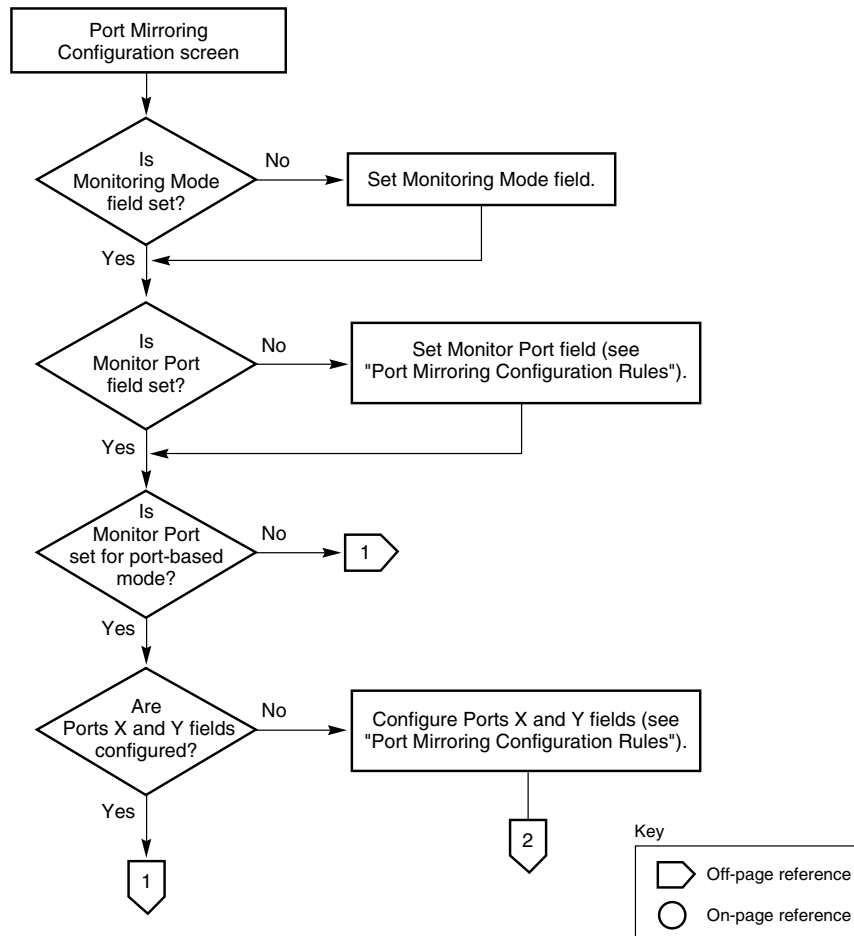 Port Mirroring
Configuration screen
Is
Monitoring Mode
field set?
No
Set Monitoring Mode field.
Yes
Is
Monitor Port
field set?
No
Set Monitor Port field (see
"Port Mirroring Configuration Rules").
Yes
Is
Monitor Port
set for port-based
mode?
No
1
Yes
Are
Ports X and Y fields
configured?
No
Configure Ports X and Y fields (see
"Port Mirroring Configuration Rules").
Yes
1
2
Key
Off-page reference
On-page reference